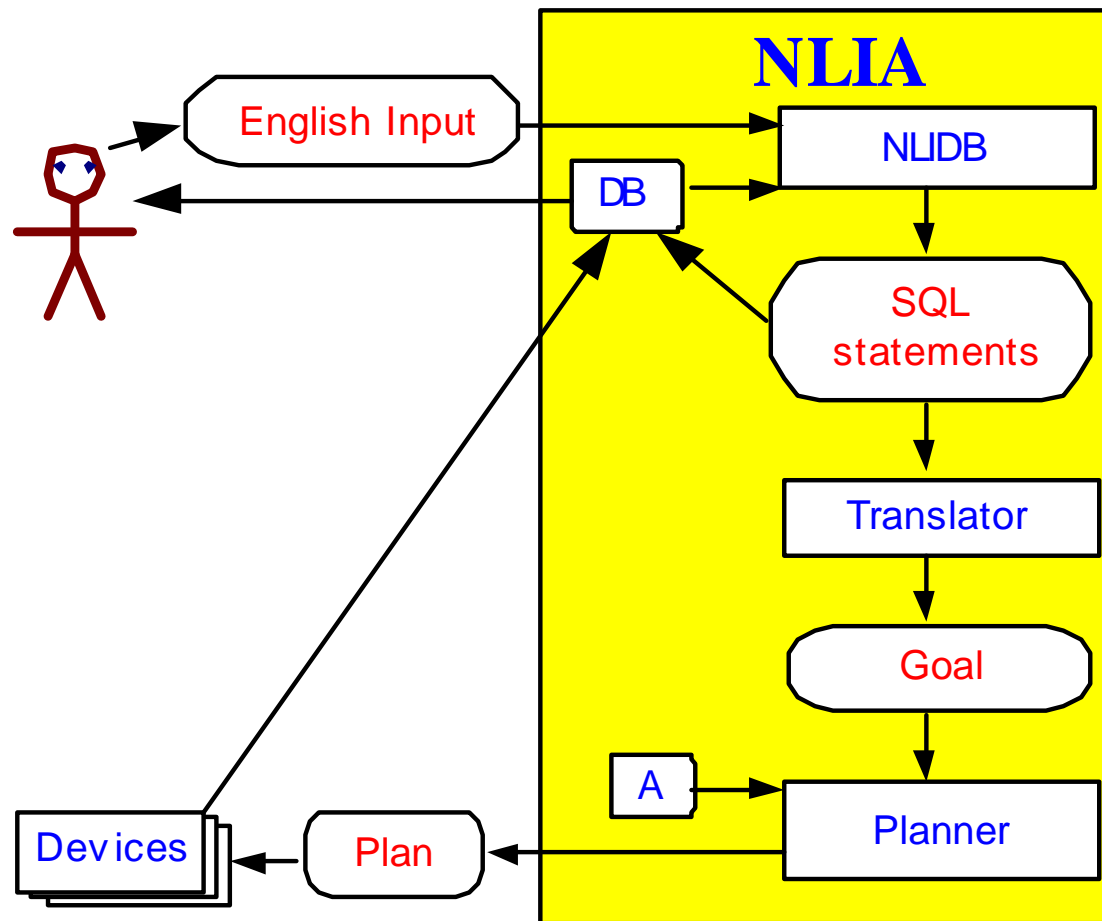 NLIA
English Input
NLIDB
DB
SQL
statements
Translator
Goal
A
Planner
Devices
Plan